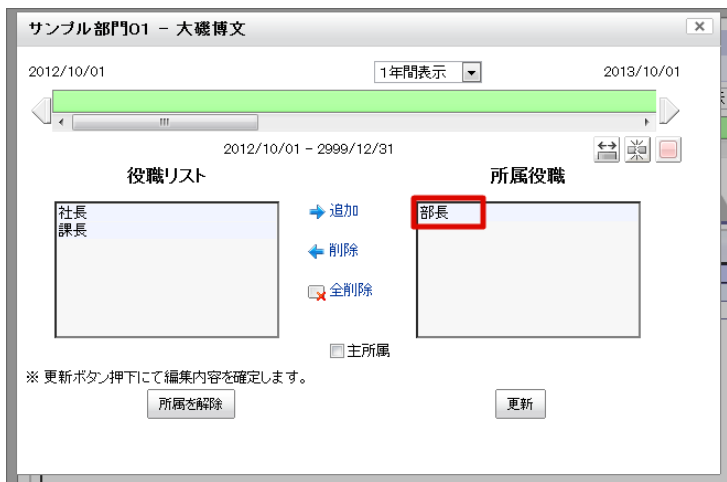 サンプル部門01 - 大磯博文
2012/10/01
1年間表示
2013/10/01
2012/10/01 - 2999/12/31
役職リスト
所属役職
社長
課長
追加
削除
全削除
部長
主所属
※ 更新ボタン押下にて編集内容を確定します。
所属を解除
更新